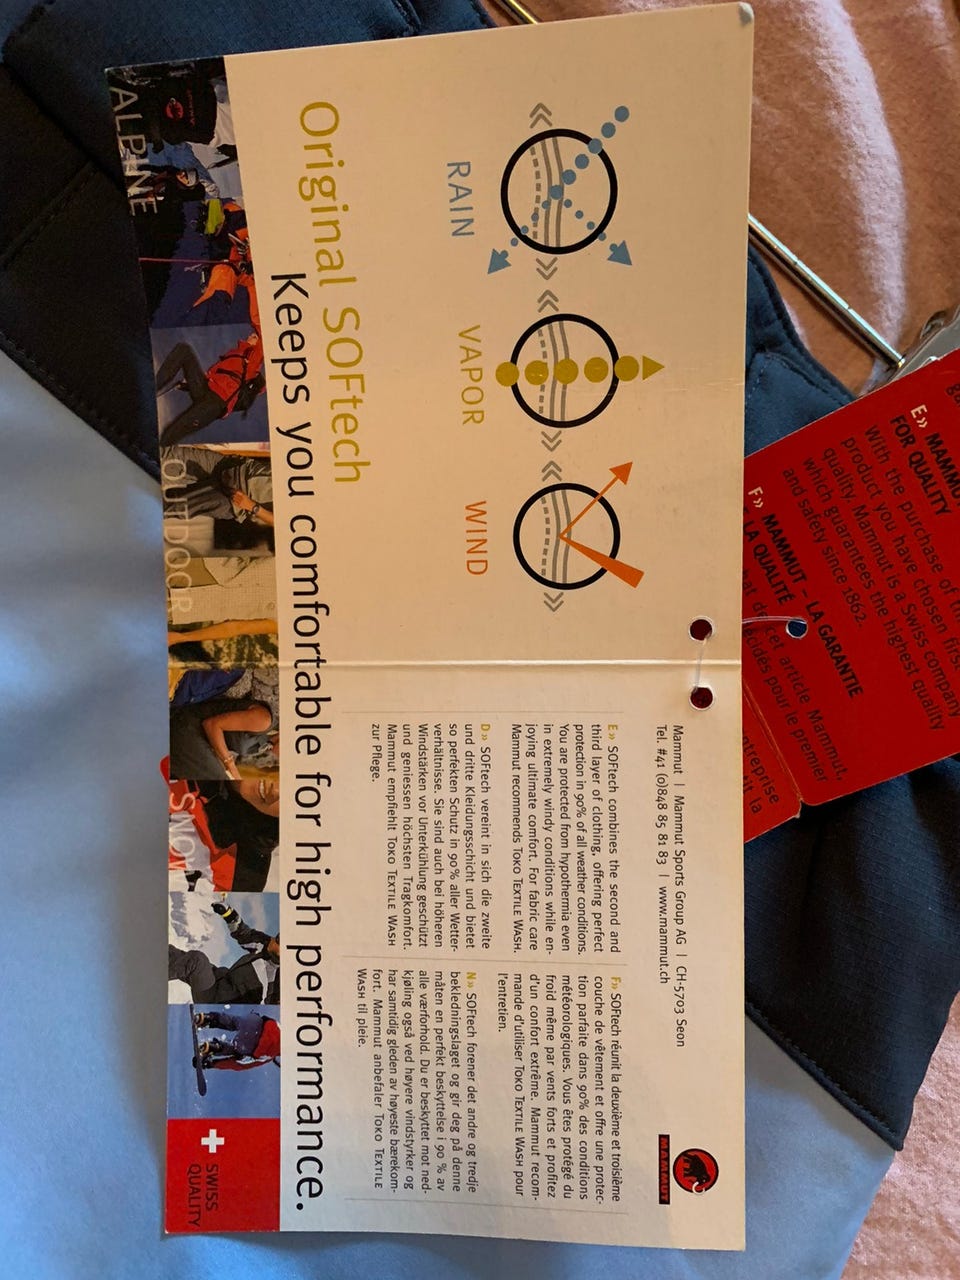 Mammut | Mammut Sports Group AG | CH-5703 Seon
Tel. #41 (0)848 85 81 83 | www.mammut.ch
MAMMUT
E» SOFtech combines the second and
third layer of clothing, offering perfect
protection in 90% of all weather conditions.
You are protected from hypothermia even
in extremely windy conditions while en-
joying ultimate comfort. For fabric care
Mammut recommends TOKO TEXTILE WASH.
F» SOFtech réunit la deuxième et troisième
couche de vêtement et offre une protec-
tion parfaite dans 90% des conditions
météorologiques. Vous êtes protégé du
froid même par vents forts et profitez
d'un confort extrême. Mammut recom-
mande d'utiliser TOKO TEXTILE WASH pour
l'entretien.
D» SOFtech vereint in sich die zweite
und dritte Kleidungsschicht und bietet
so perfekten Schutz in 90% aller Wetter-
verhältnisse. Sie sind auch bei höheren
Windstärken vor Unterkühlung geschützt
und geniessen höchsten Tragkomfort.
Mammut empfiehlt TOKO TEXTILE WASH
zur Pflege.
N» SOFtech forener det andre og tredje
bekledningslaget og gir deg på denne
måten en perfekt beskyttelse i 90 % av
alle værforhold. Du er beskyttet mot ned-
kjøling også ved høyere vindstyrker og
har samtidig gleden av høyeste bærekom-
fort. Mammut anbefaler TOKO TEXTILE
WASH til pleie.
RAIN
VAPOR
WIND
Original SOFtech
Keeps you comfortable for high performance.
ALPINE
OUTDOOR
SNOW
SWISS
QUALITY
E» MAMMU
FOR QUALITY
With the purchase of th
product you have chosen first
quality. Mammut is a Swiss company
which guarantees the highest quality
and safety since 1862.
F» MAMMUT – LA GARANTIE
LA QUALITÉ
cet article Mammut,
décidés pour le premier
ntreprise
la